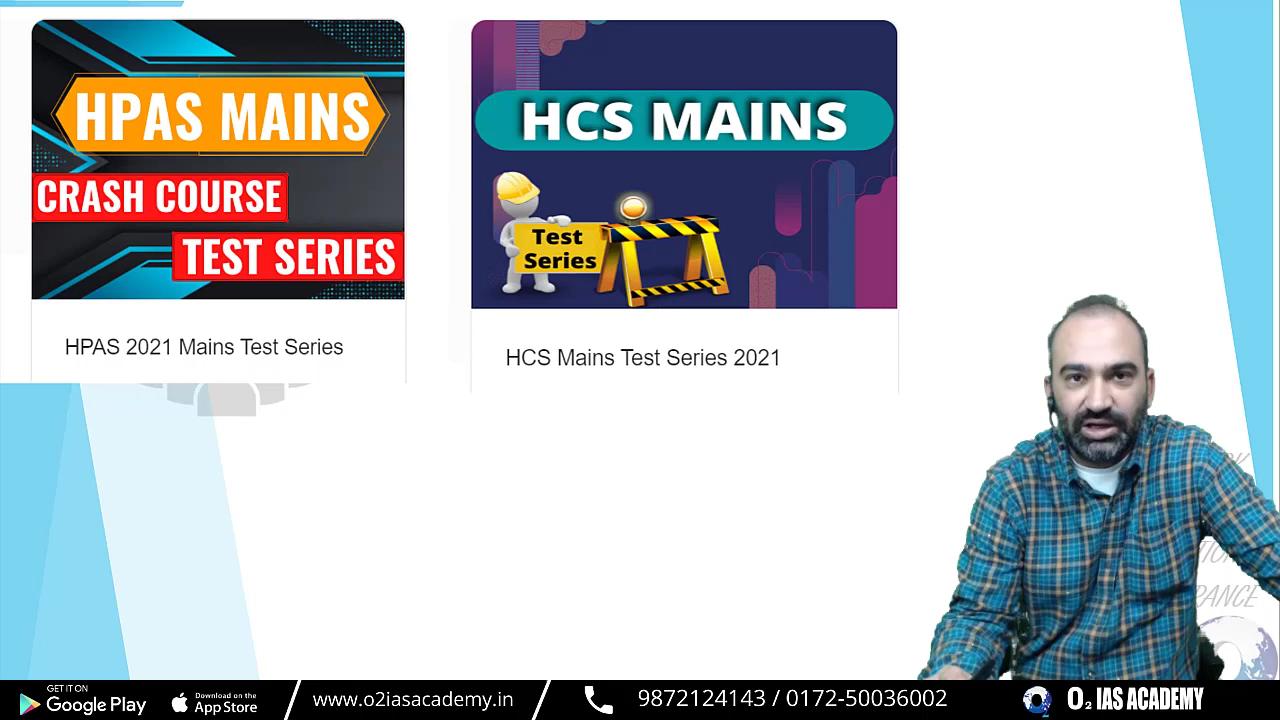 HPAS MAINS
CRASH COURSE
TEST SERIES
HPAS 2021 Mains Test Series
HCS MAINS
Test
Series
HCS Mains Test Series 2021
GET IT ON
Google Play
Download on the
App Store
www.o2iasacademy.in
9872124143 / 0172-50036002
O2 IAS ACADEMY